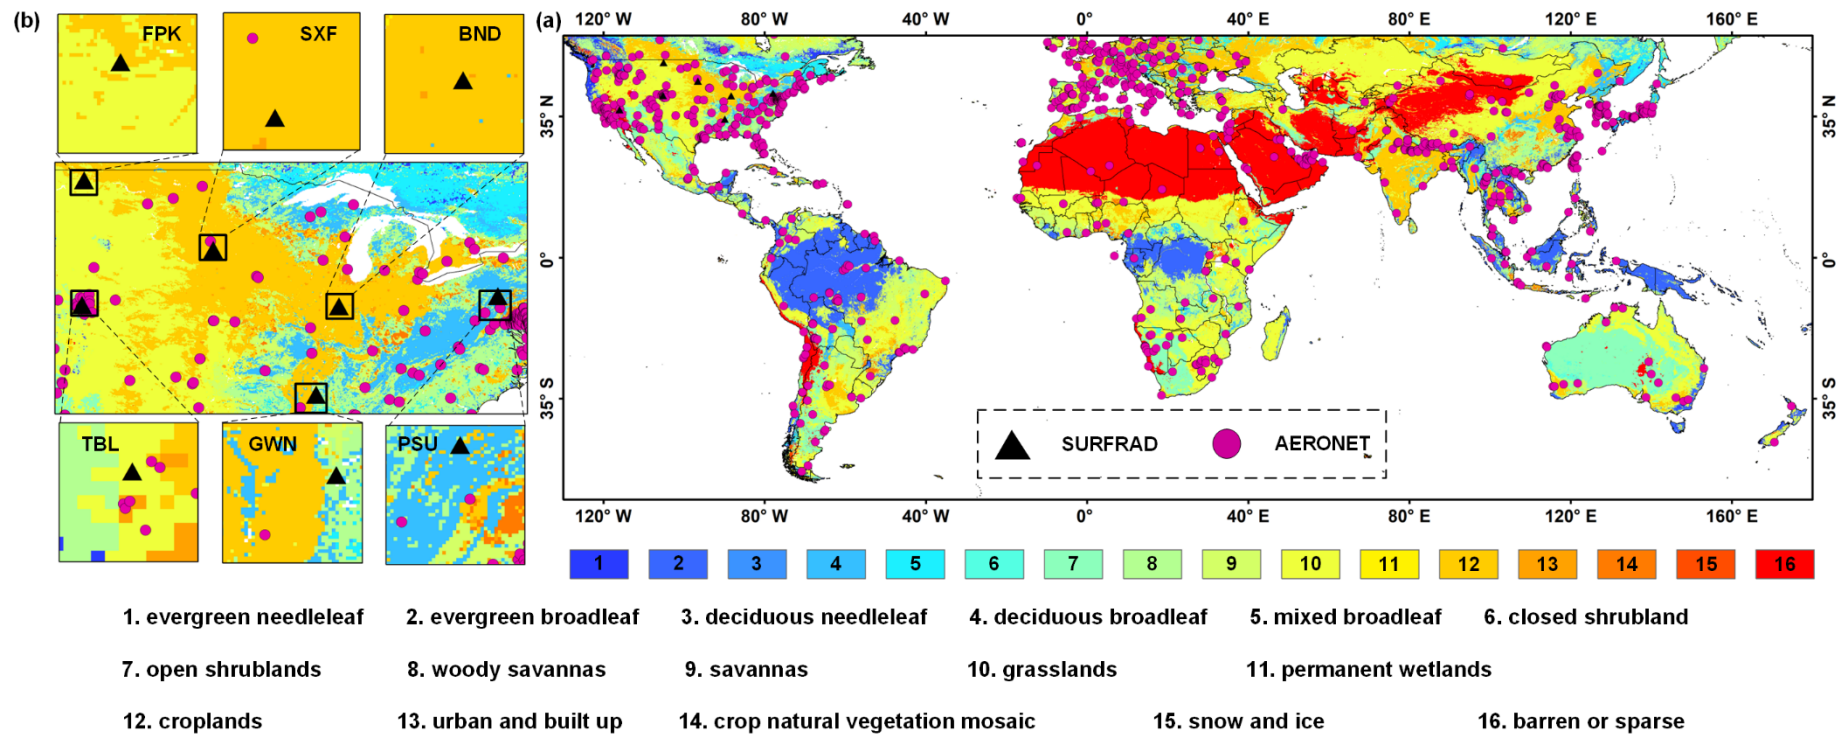 (b)
FPK
SXF
BND
TBL
GWN
PSU
(a)
120° W 80° W 40° W 0° 40° E 80° E 120° E 160° E
35° N
0°
35° S
35° N
0°
35° S
SURFRAD AERONET
120° W 80° W 40° W 0° 40° E 80° E 120° E 160° E
1 2 3 4 5 6 7 8 9 10 11 12 13 14 15 16
1. evergreen needleleaf 2. evergreen broadleaf 3. deciduous needleleaf 4. deciduous broadleaf 5. mixed broadleaf 6. closed shrubland
7. open shrublands 8. woody savannas 9. savannas 10. grasslands 11. permanent wetlands
12. croplands 13. urban and built up 14. crop natural vegetation mosaic 15. snow and ice 16. barren or sparse